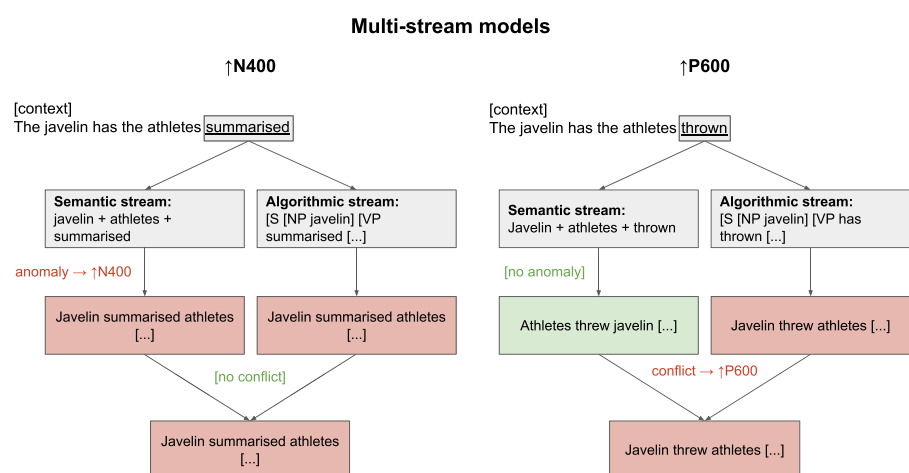 Multi-stream models
↑N400
[context]
The javelin has the athletes summarised
Semantic stream:
javelin + athletes +
summarised
Algorithmic stream:
[S [NP javelin] [VP
summarised [...]
anomaly → ↑N400
Javelin summarised athletes
[...]
Javelin summarised athletes
[...]
[no conflict]
Javelin summarised athletes
[...]
↑P600
[context]
The javelin has the athletes thrown
Semantic stream:
Javelin + athletes + thrown
Algorithmic stream:
[S [NP javelin] [VP has
thrown [...]
[no anomaly]
Athletes threw javelin [...]
Javelin threw athletes [...]
conflict → ↑P600
Javelin threw athletes [...]